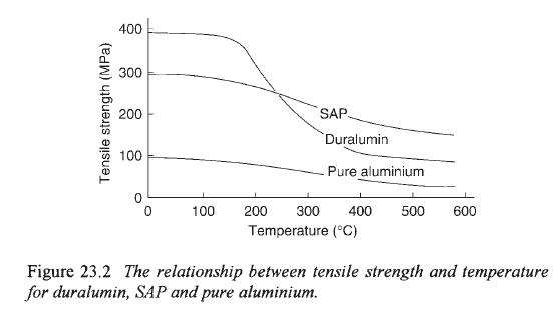 400
300
200
100
0
Tensile strength (MPa)
SAP
Duralumin
Pure aluminium
0 100 200 300 400 500 600
Temperature (°C)
Figure 23.2 The relationship between tensile strength and temperature
for duralumin, SAP and pure aluminium.